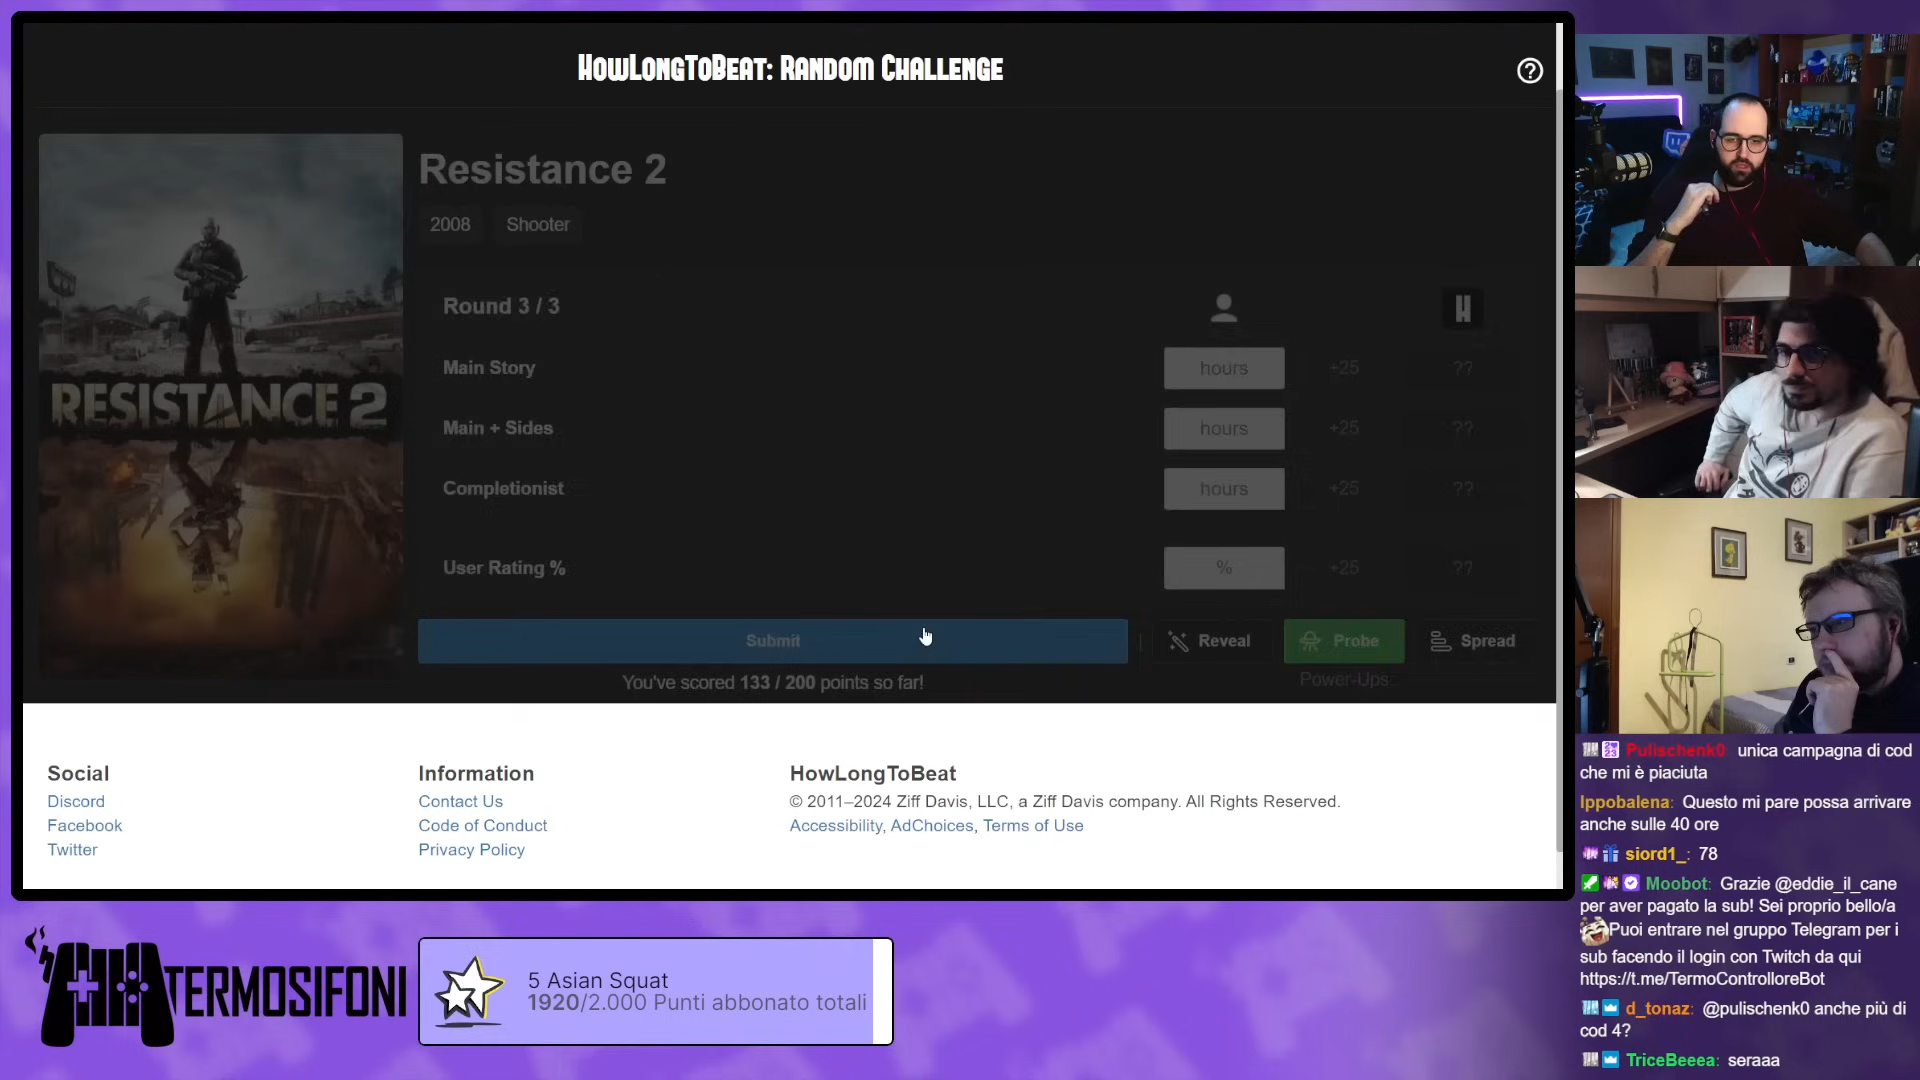 HowLongToBeat: Random Challenge
Resistance 2
2008
Shooter
RESISTANCE 2
Round 3 / 3
Main Story
hours
+25
??
Main + Sides
hours
+25
??
Completionist
hours
+25
??
User Rating %
%
+25
??
Submit
Reveal
Probe
Spread
You've scored 133 / 200 points so far!
Power-Ups
Social
Discord
Facebook
Twitter
Information
Contact Us
Code of Conduct
Privacy Policy
HowLongToBeat
© 2011–2024 Ziff Davis, LLC, a Ziff Davis company. All Rights Reserved.
Accessibility, AdChoices, Terms of Use
TERMOSIFONI
5 Asian Squat
1920/2.000 Punti abbonato totali
Pulischenk0 unica campagna di cod
che mi è piaciuta
Ippobalena: Questo mi pare possa arrivare
anche sulle 40 ore
siord1_: 78
Moobot: Grazie @eddie_il_cane
per aver pagato la sub! Sei proprio bello/a
Puoi entrare nel gruppo Telegram per i
sub facendo il login con Twitch da qui
https://t.me/TermoControlloreBot
d_tonaz: @pulischenk0 anche più di
cod 4?
TriceBeeea: seraaa